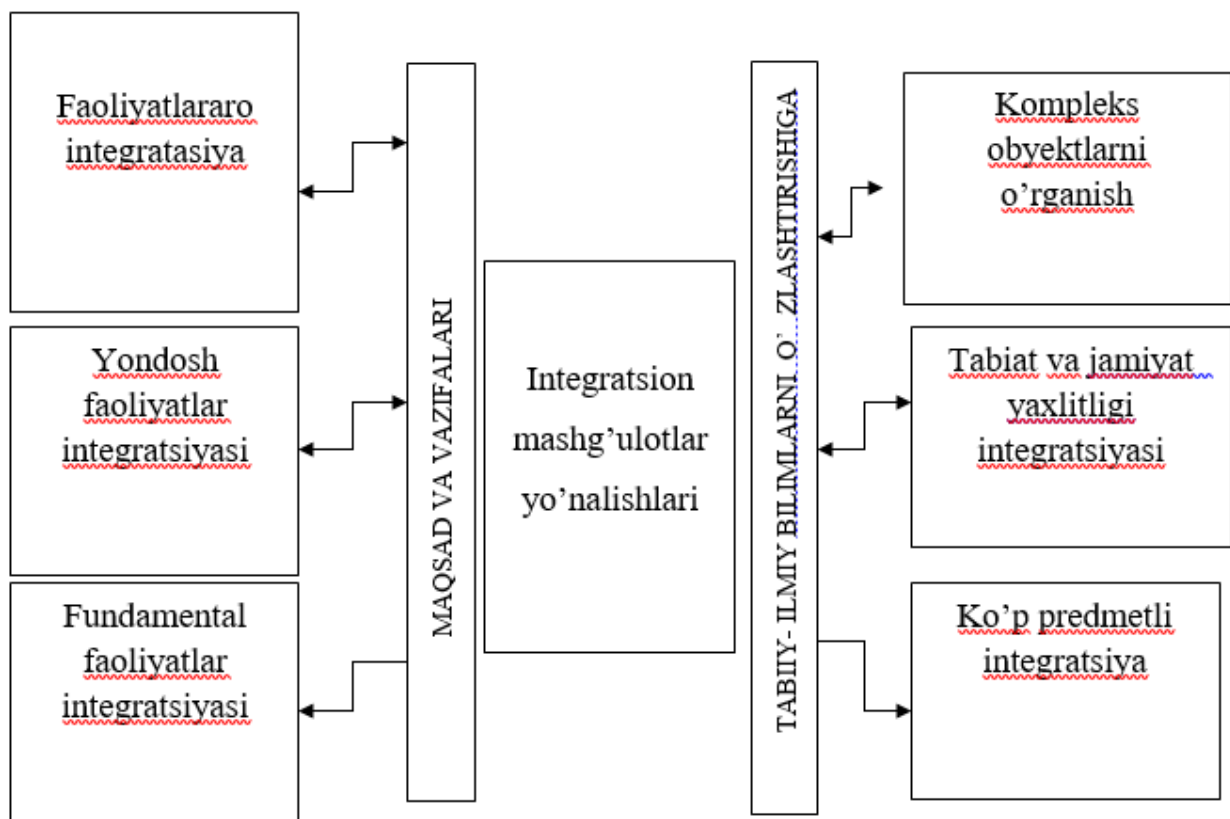 Faoliyatlararo
integratasiya
Yondosh
faoliyatlar
integratsiyasi
Fundamental
faoliyatlar
integratsiyasi
MAQSAD VA VAZIFALARI
Integratsion
mashg’ulotlar
yo’nalishlari
TABIIY- ILMIY BILIMLARNI O’ ZLASHTIRISHIGA
Kompleks
obyektlarni
o’rganish
Tabiat va jamiyat
yaxlitligi
integratsiyasi
Ko’p predmetli
integratsiya